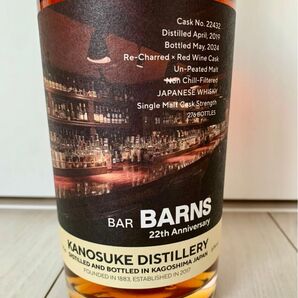 Cask No. 22432
Distilled April, 2019
Bottled May, 2024
Re-Charred × Red Wine Cask
Un-Peated Malt
Non Chill-Filtered
JAPANESE WHISKY
Single Malt Cask Strength
276 BOTTLES
BAR BARNS
22th Anniversary
KANOSUKE DISTILLERY
DISTILLED AND BOTTLED IN KAGOSHIMA JAPAN
FOUNDED IN 1883, ESTABLISHED IN 2017